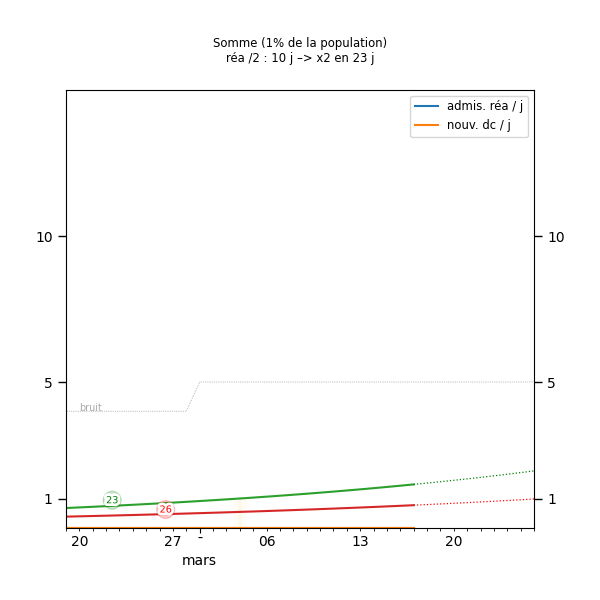 Somme (1% de la population)
réa /2 : 10 j –> x2 en 23 j
admis. réa / j
nouv. dc / j
10 10
5 5
bruit
23
1 1
26
20 27 - 06 13 20
mars